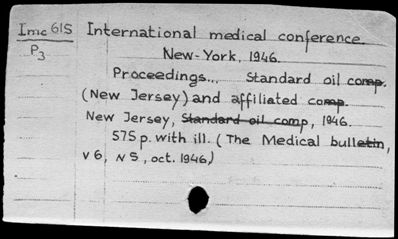 Imc 61S International medical conference.
P3 New-York, 1946.
Proceedings... Standard oil comp.
(New Jersey) and affiliated comp.
New Jersey, Standard oil comp, 1946.
575 p. with ill. (The Medical bulletin,
v 6, N 5, oct. 1946)